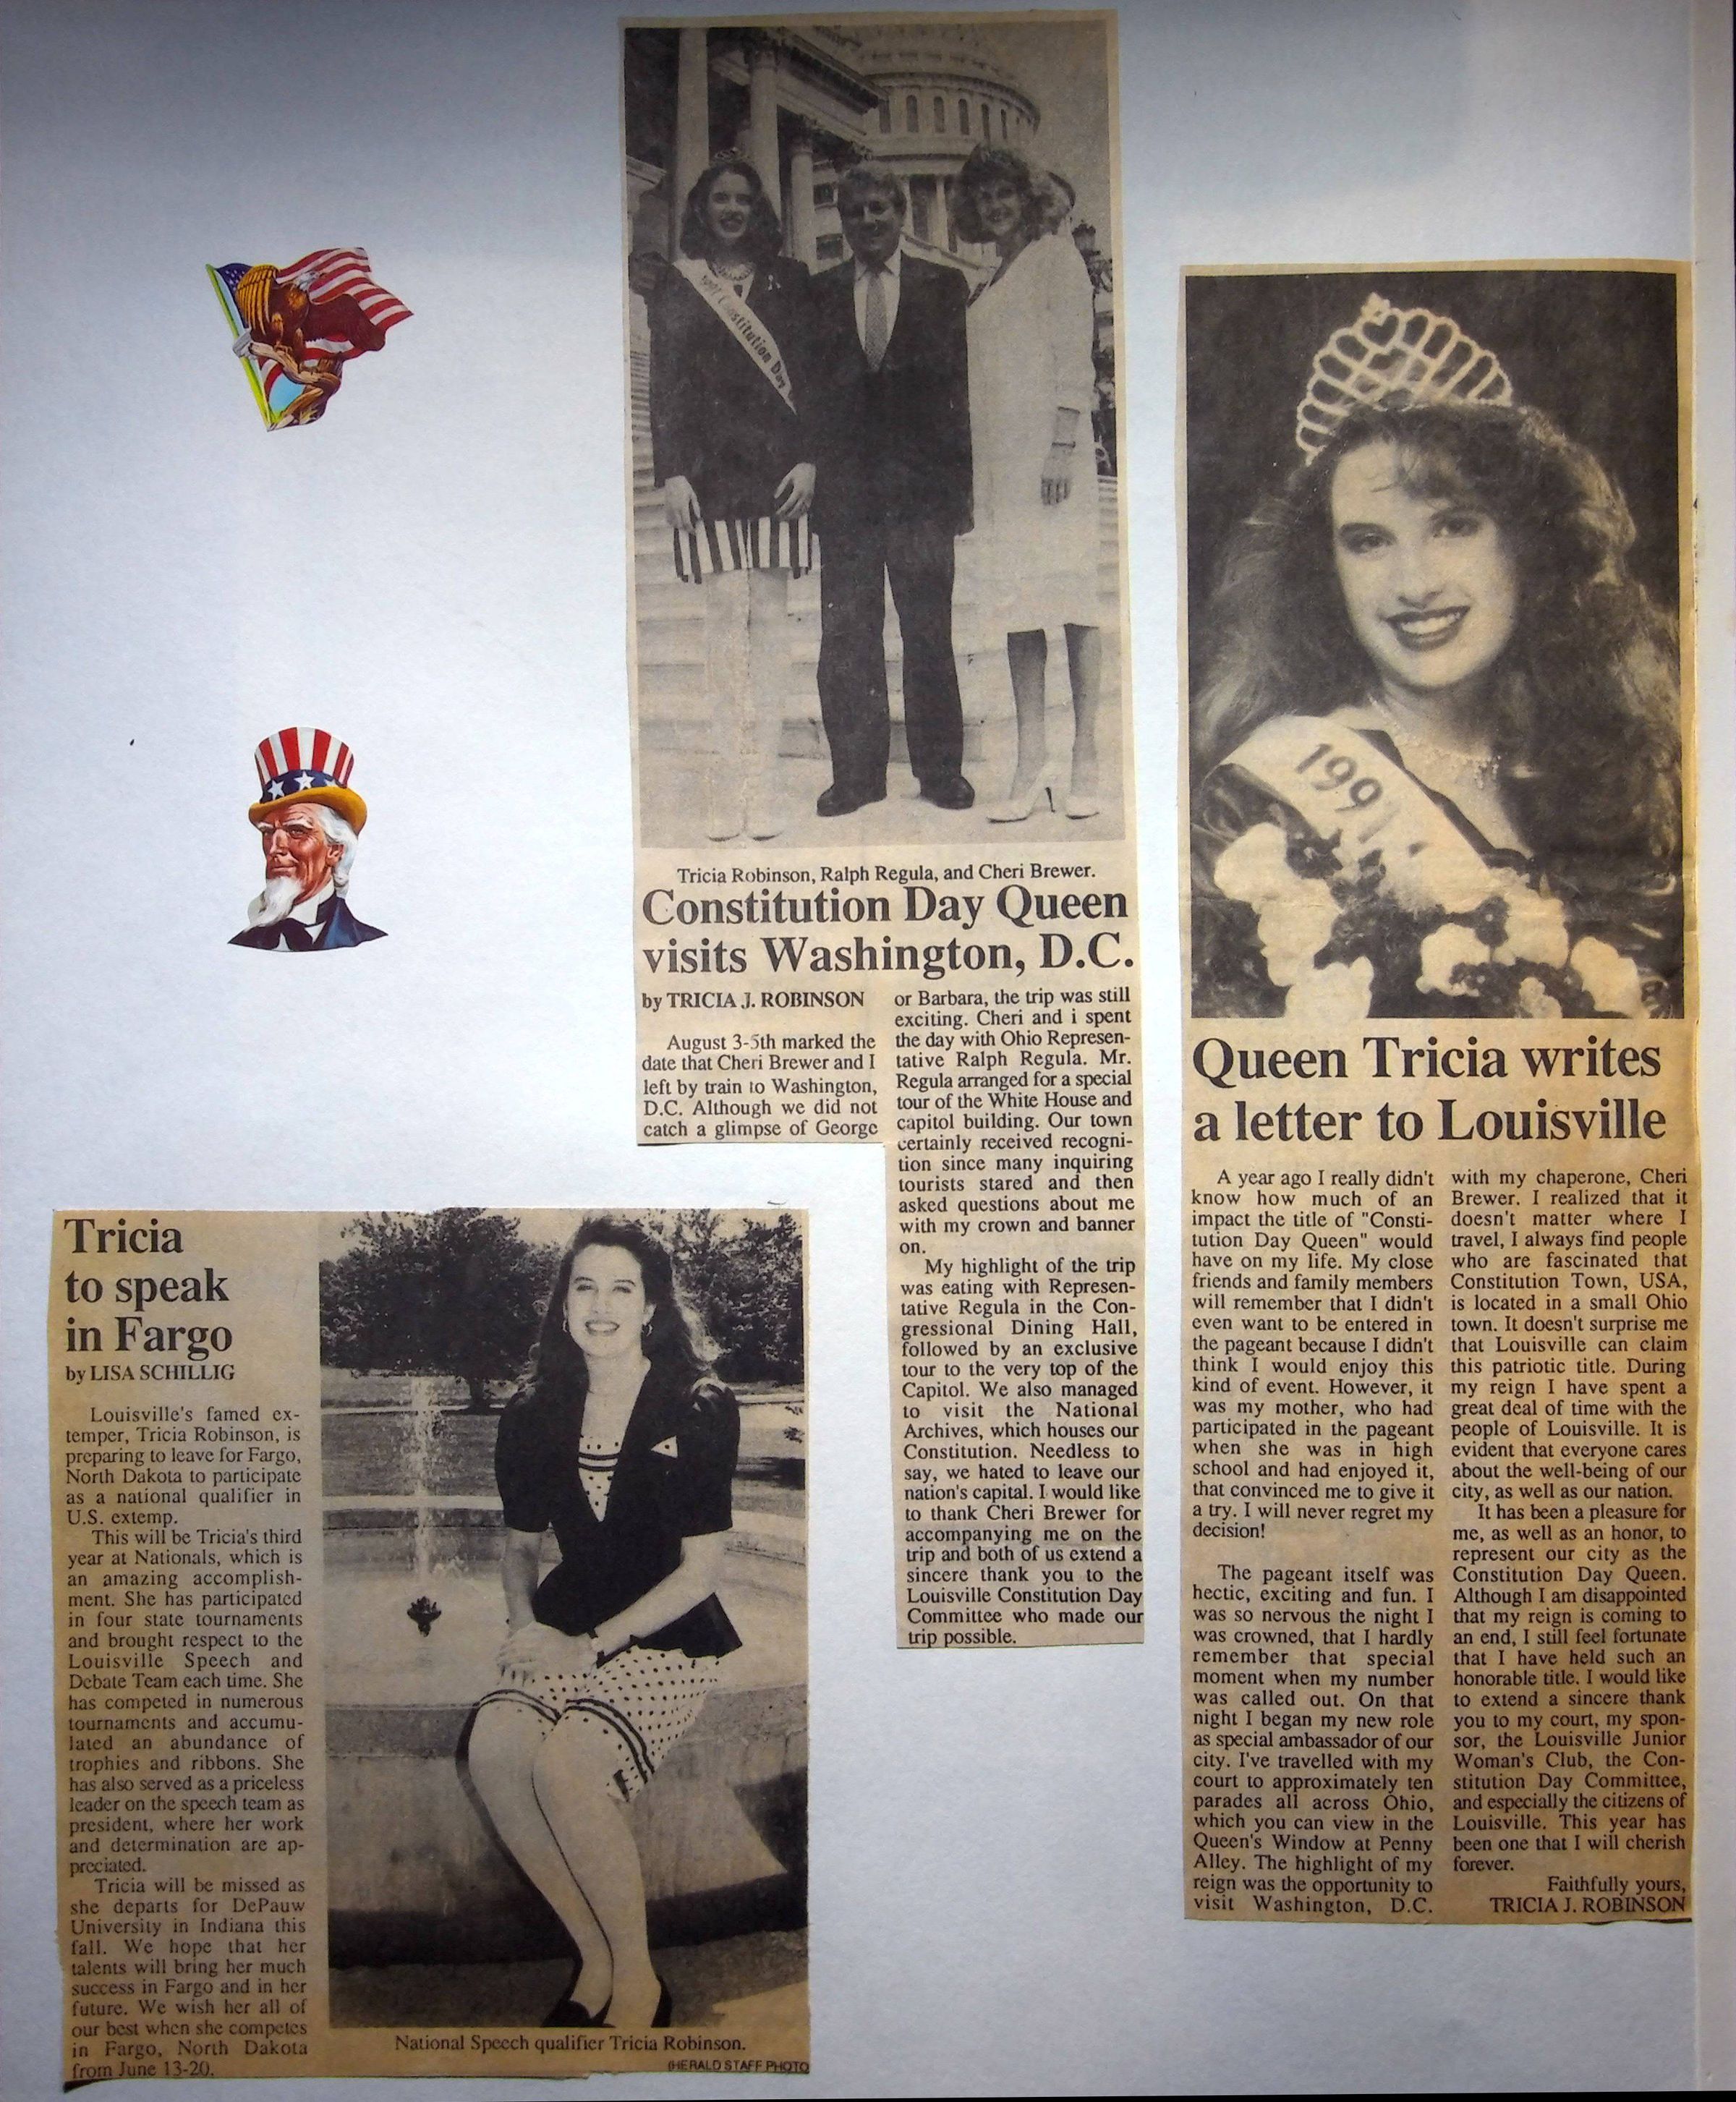 1991 Constitution Day
Tricia Robinson, Ralph Regula, and Cheri Brewer.
Constitution Day Queen
visits Washington, D.C.
by TRICIA J. ROBINSON
August 3-5th marked the
date that Cheri Brewer and I
left by train to Washington,
D.C. Although we did not
catch a glimpse of George
or Barbara, the trip was still
exciting. Cheri and i spent
the day with Ohio Represen-
tative Ralph Regula. Mr.
Regula arranged for a special
tour of the White House and
capitol building. Our town
certainly received recogni-
tion since many inquiring
tourists stared and then
asked questions about me
with my crown and banner
on.
My highlight of the trip
was eating with Represen-
tative Regula in the Con-
gressional Dining Hall,
followed by an exclusive
tour to the very top of the
Capitol. We also managed
to visit the National
Archives, which houses our
Constitution. Needless to
say, we hated to leave our
nation's capital. I would like
to thank Cheri Brewer for
accompanying me on the
trip and both of us extend a
sincere thank you to the
Louisville Constitution Day
Committee who made our
trip possible.
1991
Queen Tricia writes
a letter to Louisville
A year ago I really didn't
know how much of an
impact the title of "Consti-
tution Day Queen" would
have on my life. My close
friends and family members
will remember that I didn't
even want to be entered in
the pageant because I didn't
think I would enjoy this
kind of event. However, it
was my mother, who had
participated in the pageant
when she was in high
school and had enjoyed it,
that convinced me to give it
a try. I will never regret my
decision!
The pageant itself was
hectic, exciting and fun. I
was so nervous the night I
was crowned, that I hardly
remember that special
moment when my number
was called out. On that
night I began my new role
as special ambassador of our
city. I've travelled with my
court to approximately ten
parades all across Ohio,
which you can view in the
Queen's Window at Penny
Alley. The highlight of my
reign was the opportunity to
visit Washington, D.C.
with my chaperone, Cheri
Brewer. I realized that it
doesn't matter where I
travel, I always find people
who are fascinated that
Constitution Town, USA,
is located in a small Ohio
town. It doesn't surprise me
that Louisville can claim
this patriotic title. During
my reign I have spent a
great deal of time with the
people of Louisville. It is
evident that everyone cares
about the well-being of our
city, as well as our nation.
It has been a pleasure for
me, as well as an honor, to
represent our city as the
Constitution Day Queen.
Although I am disappointed
that my reign is coming to
an end, I still feel fortunate
that I have held such an
honorable title. I would like
to extend a sincere thank
you to my court, my spon-
sor, the Louisville Junior
Woman's Club, the Con-
stitution Day Committee,
and especially the citizens of
Louisville. This year has
been one that I will cherish
forever.
Faithfully yours,
TRICIA J. ROBINSON
Tricia
to speak
in Fargo
by LISA SCHILLIG
Louisville's famed ex-
temper, Tricia Robinson, is
preparing to leave for Fargo,
North Dakota to participate
as a national qualifier in
U.S. extemp.
This will be Tricia's third
year at Nationals, which is
an amazing accomplish-
ment. She has participated
in four state tournaments
and brought respect to the
Louisville Speech and
Debate Team each time. She
has competed in numerous
tournaments and accumu-
lated an abundance of
trophies and ribbons. She
has also served as a priceless
leader on the speech team as
president, where her work
and determination are ap-
preciated.
Tricia will be missed as
she departs for DePauw
University in Indiana this
fall. We hope that her
talents will bring her much
success in Fargo and in her
future. We wish her all of
our best when she competes
in Fargo, North Dakota
from June 13-20.
National Speech qualifier Tricia Robinson.
(HERALD STAFF PHOTO